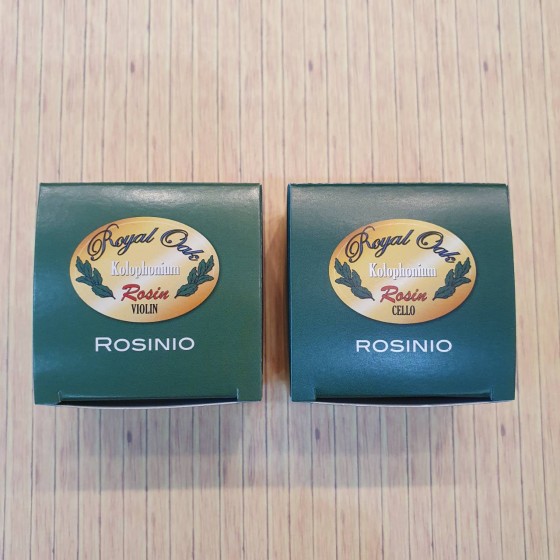 Royal Oak
Kolophonium
Rosin
VIOLIN
ROSINIO
Royal Oak
Kolophonium
Rosin
CELLO
ROSINIO